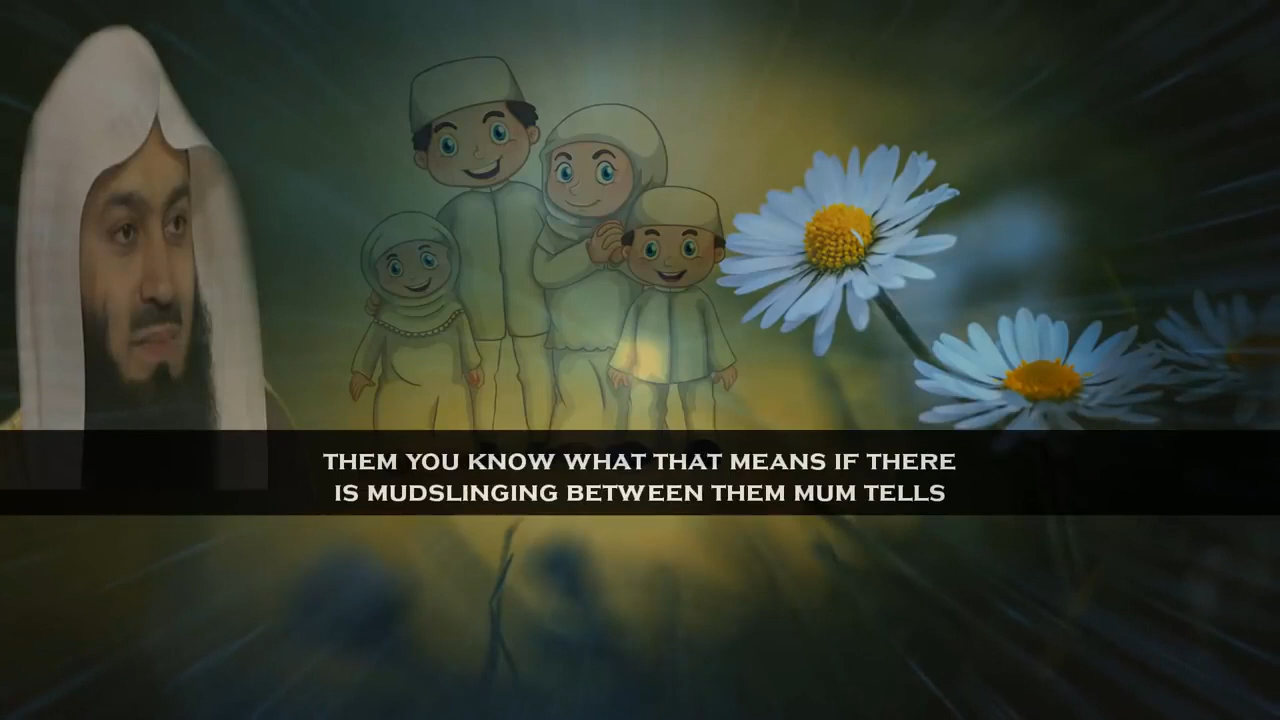 THEM YOU KNOW WHAT THAT MEANS IF THERE
IS MUDSLINGING BETWEEN THEM MUM TELLS